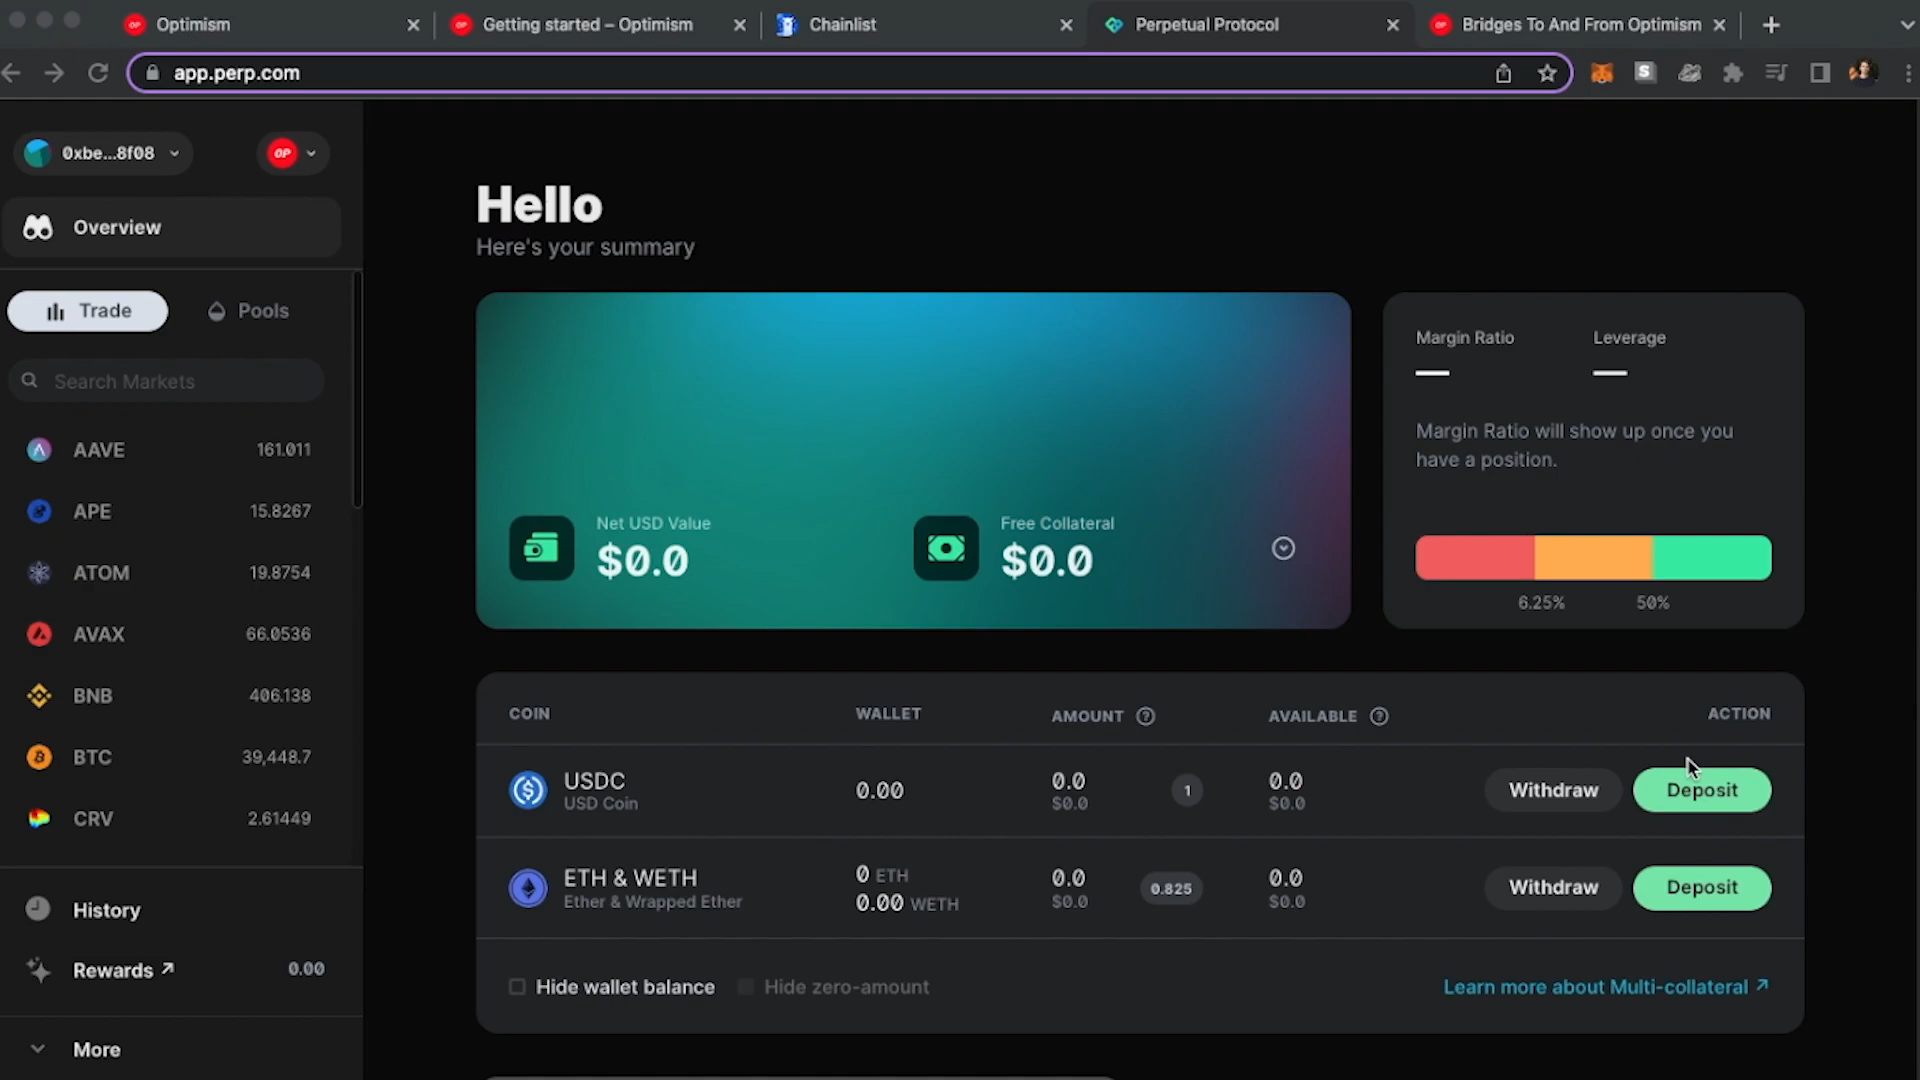 Optimism
Getting started – Optimism
Chainlist
Perpetual Protocol
Bridges To And From Optimism
app.perp.com
S
0xbe...8f08
OP
Overview
Trade
Pools
Search Markets
AAVE 161.011
APE 15.8267
ATOM 19.8754
AVAX 66.0536
BNB 406.138
BTC 39,448.7
CRV 2.61449
History
Rewards ↗ 0.00
More
Hello
Here's your summary
Net USD Value
$0.0
Free Collateral
$0.0
Margin Ratio
Leverage
Margin Ratio will show up once you
have a position.
6.25% 50%
COIN WALLET AMOUNT ? AVAILABLE ? ACTION
USDC
USD Coin
0.00
0.0
$0.0
1
0.0
$0.0
Withdraw
Deposit
ETH & WETH
Ether & Wrapped Ether
0 ETH
0.00 WETH
0.0
$0.0
0.825
0.0
$0.0
Withdraw
Deposit
Hide wallet balance
Hide zero-amount
Learn more about Multi-collateral ↗